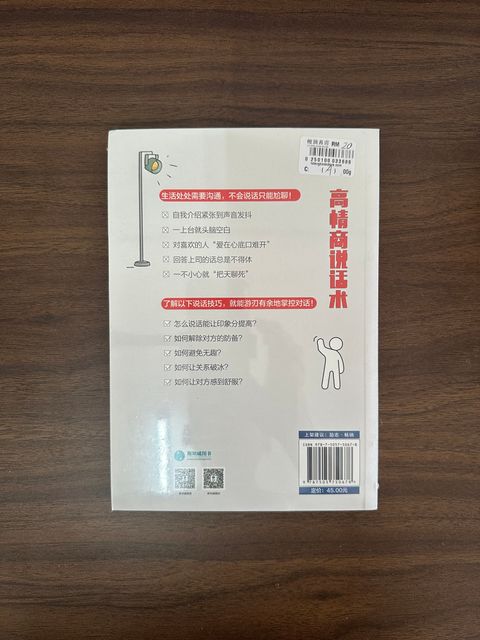 RM 20
0 250100 033906
00g
高情商说话术
生活处处需要沟通，不会说话只能尬聊！
自我介绍紧张到声音发抖
一上台就头脑空白
对喜欢的人“爱在心底口难开”
回答上司的话总是不得体
一不小心就“把天聊死”
了解以下说话技巧，就能游刃有余地掌控对话！
怎么说话能让印象分提高？
如何解除对方的防备？
如何避免无趣？
如何让关系破冰？
如何让对方感到舒服？
上架建议：励志·畅销
定价：45.00元